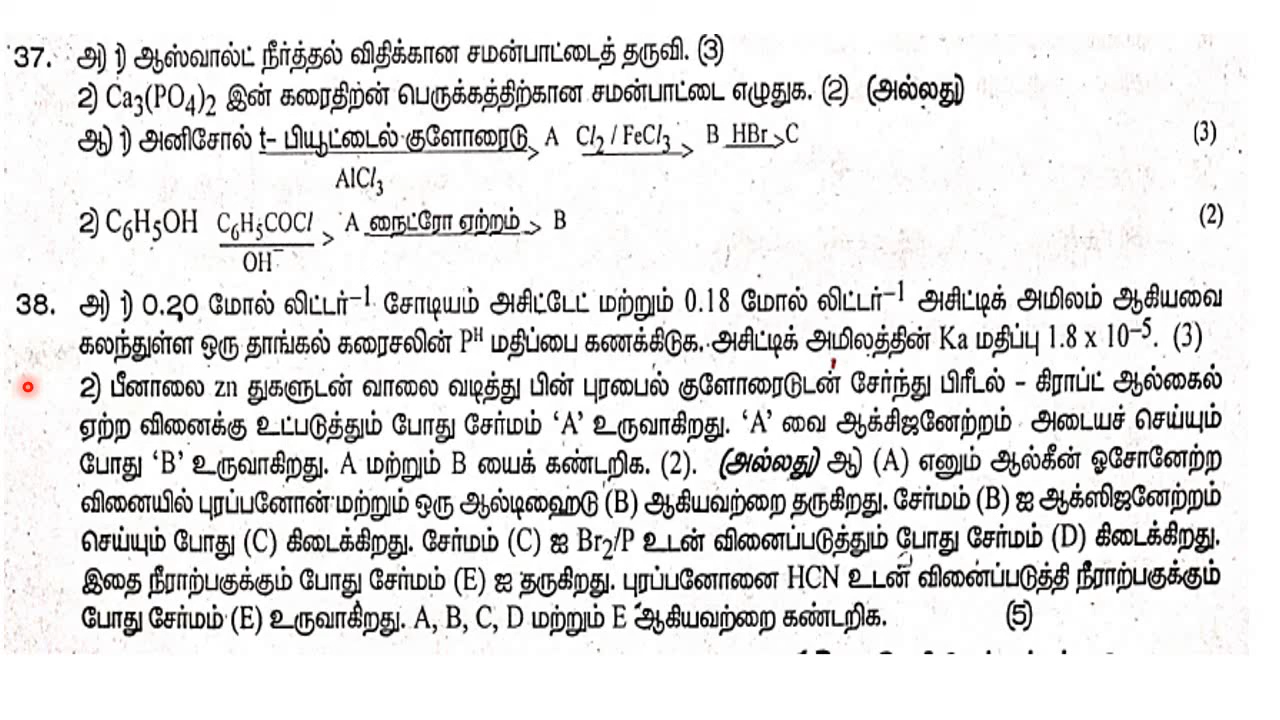 37. அ) 1) ஆஸ்வால்ட் நீர்த்தல் விதிக்கான சமன்பாட்டைத் தருவி. (3)
2) Ca₃(PO₄)₂ இன் கரைதிற்ன் பெருக்கத்திற்கான சமன்பாட்டை எழுதுக. (2) (அல்லது)
ஆ) 1) அனிசோல் t- பியூட்டைல் குளோரைடு > A Cl₂ / FeCl₃ > B HBr > C (3)
AlCl₃
2) C₆H₅OH C₆H₅COCl > A நைட்ரோ ஏற்றம் > B (2)
OH⁻
38. அ) 1) 0.20 மோல் லிட்டர்⁻¹ சோடியம் அசிட்டேட் மற்றும் 0.18 மோல் லிட்டர்⁻¹ அசிட்டிக் அமிலம் ஆகியவை
கலந்துள்ள ஒரு தாங்கல் கரைசலின் Pᴴ மதிப்பை கணக்கிடுக. அசிட்டிக் அமிலத்தின் Ka மதிப்பு 1.8 x 10⁻⁵. (3)
2) பீனாலை zn துகளுடன் வாலை வடித்து பின் புரபைல் குளோரைடுடன் சேர்ந்து பிரீடல் – கிராப்ட் ஆல்கைல்
ஏற்ற வினைக்கு உட்படுத்தும் போது சேர்மம் ‘A’ உருவாகிறது. ‘A’ வை ஆக்சிஜனேற்றம் அடையச் செய்யும்
போது ‘B’ உருவாகிறது. A மற்றும் B யைக் கண்டறிக. (2). (அல்லது) ஆ) (A) எனும் ஆல்கீன் ஓசோனேற்ற
வினையில் புரப்பனோன் மற்றும் ஒரு ஆல்டிஹைடு (B) ஆகியவற்றை தருகிறது. சேர்மம் (B) ஐ ஆக்ஸிஜனேற்றம்
செய்யும் போது (C) கிடைக்கிறது. சேர்மம் (C) ஐ Br₂/P உடன் வினைப்படுத்தும் போது சேர்மம் (D) கிடைக்கிறது.
இதை நீராற்பகுக்கும் போது சேர்மம் (E) ஐ தருகிறது. புரப்பனோனை HCN உடன் வினைப்படுத்தி நீராற்பகுக்கும்
போது சேர்மம் (E) உருவாகிறது. A, B, C, D மற்றும் E ஆகியவற்றை கண்டறிக. (5)